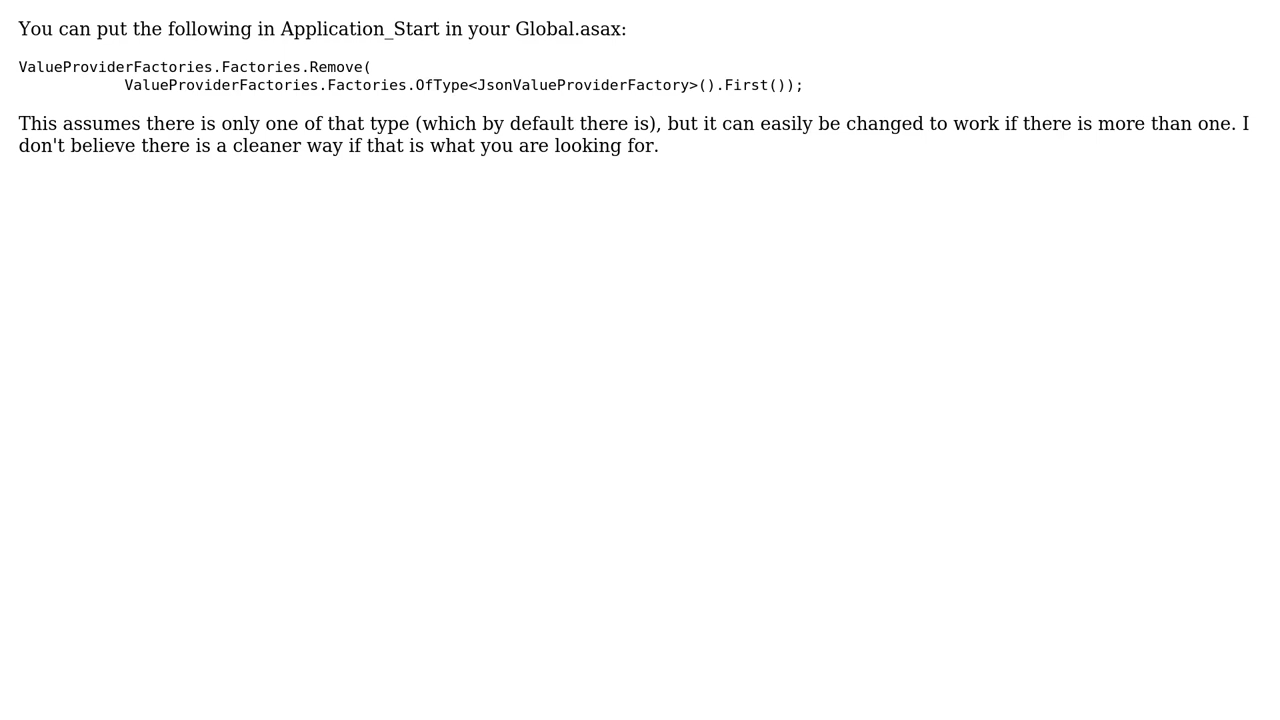 You can put the following in Application_Start in your Global.asax:
ValueProviderFactories.Factories.Remove(
            ValueProviderFactories.Factories.OfType<JsonValueProviderFactory>().First());
This assumes there is only one of that type (which by default there is), but it can easily be changed to work if there is more than one. I
don't believe there is a cleaner way if that is what you are looking for.